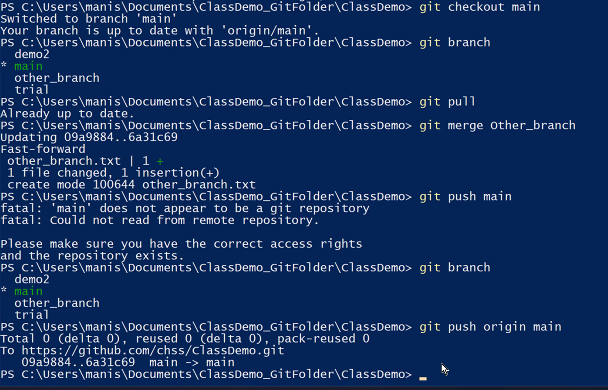 PS C:\Users\manis\Documents\ClassDemo_GitFolder\ClassDemo> git checkout main
Switched to branch 'main'
Your branch is up to date with 'origin/main'.
PS C:\Users\manis\Documents\ClassDemo_GitFolder\ClassDemo> git branch
  demo2
* main
  other_branch
  trial
PS C:\Users\manis\Documents\ClassDemo_GitFolder\ClassDemo> git pull
Already up to date.
PS C:\Users\manis\Documents\ClassDemo_GitFolder\ClassDemo> git merge Other_branch
Updating 09a9884..6a31c69
Fast-forward
 other_branch.txt | 1 +
 1 file changed, 1 insertion(+)
 create mode 100644 other_branch.txt
PS C:\Users\manis\Documents\ClassDemo_GitFolder\ClassDemo> git push main
fatal: 'main' does not appear to be a git repository
fatal: Could not read from remote repository.

Please make sure you have the correct access rights
and the repository exists.
PS C:\Users\manis\Documents\ClassDemo_GitFolder\ClassDemo> git branch
  demo2
* main
  other_branch
  trial
PS C:\Users\manis\Documents\ClassDemo_GitFolder\ClassDemo> git push origin main
Total 0 (delta 0), reused 0 (delta 0), pack-reused 0
To https://github.com/chss/ClassDemo.git
   09a9884..6a31c69  main -> main
PS C:\Users\manis\Documents\ClassDemo_GitFolder\ClassDemo> _